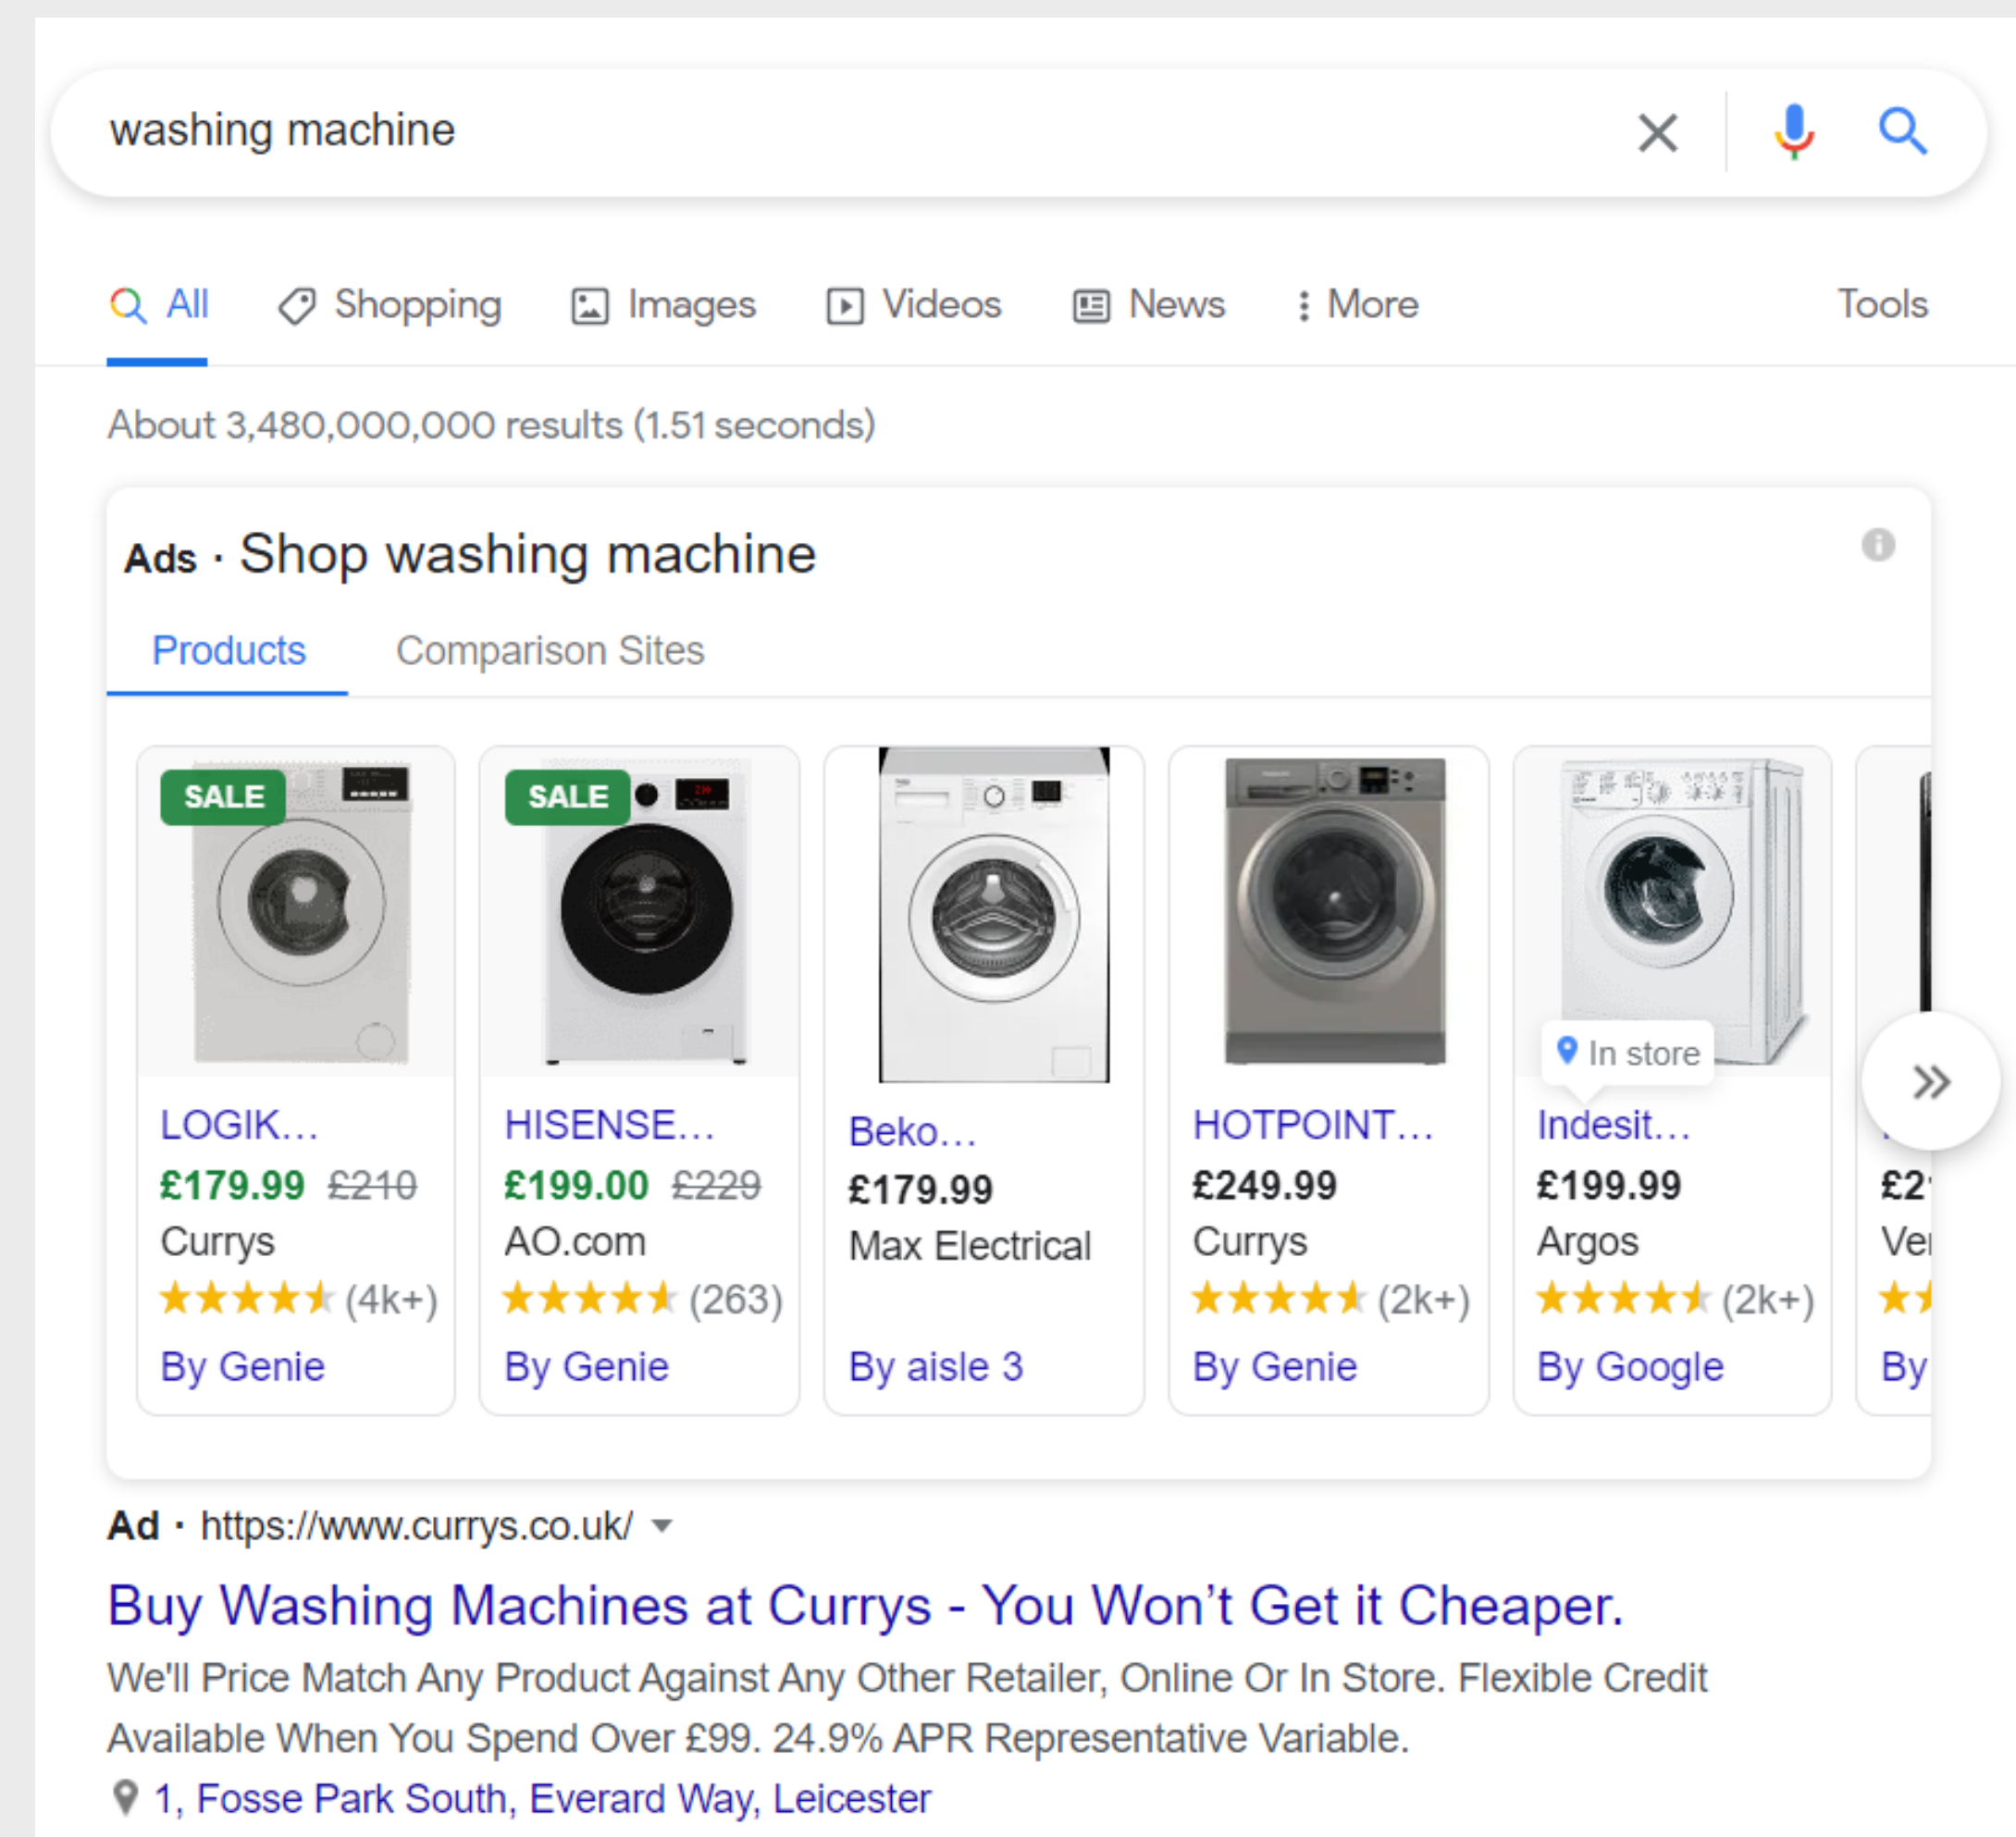 washing machine
All Shopping Images Videos News More Tools
About 3,480,000,000 results (1.51 seconds)
Ads · Shop washing machine
Products Comparison Sites
SALE
LOGIK...
£179.99 £210
Currys
(4k+)
By Genie
SALE
HISENSE...
£199.00 £229
AO.com
(263)
By Genie
Beko...
£179.99
Max Electrical
By aisle 3
HOTPOINT...
£249.99
Currys
(2k+)
By Genie
In store
Indesit...
£199.99
Argos
(2k+)
By Google
By
Ad · https://www.currys.co.uk/
Buy Washing Machines at Currys - You Won’t Get it Cheaper.
We'll Price Match Any Product Against Any Other Retailer, Online Or In Store. Flexible Credit
Available When You Spend Over £99. 24.9% APR Representative Variable.
1, Fosse Park South, Everard Way, Leicester